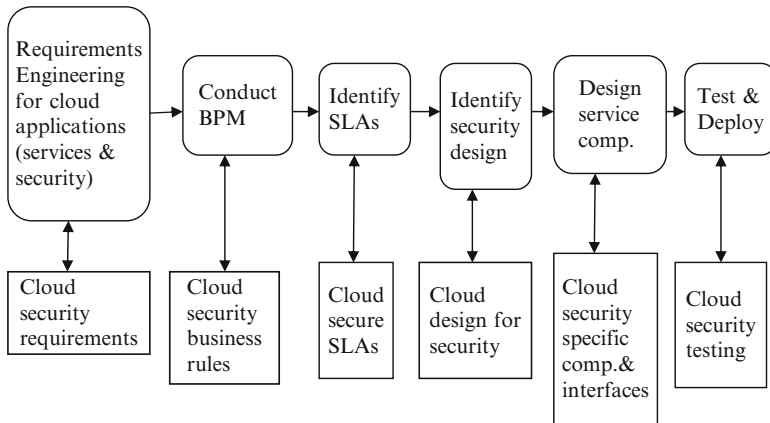 Requirements
Engineering
for cloud
applications
(services &
security)
Conduct
BPM
Identify
SLAs
Identify
security
design
Design
service
comp.
Test &
Deploy
Cloud
security
requirements
Cloud
security
business
rules
Cloud
secure
SLAs
Cloud
design for
security
Cloud
security
specific
comp.&
interfaces
Cloud
security
testing